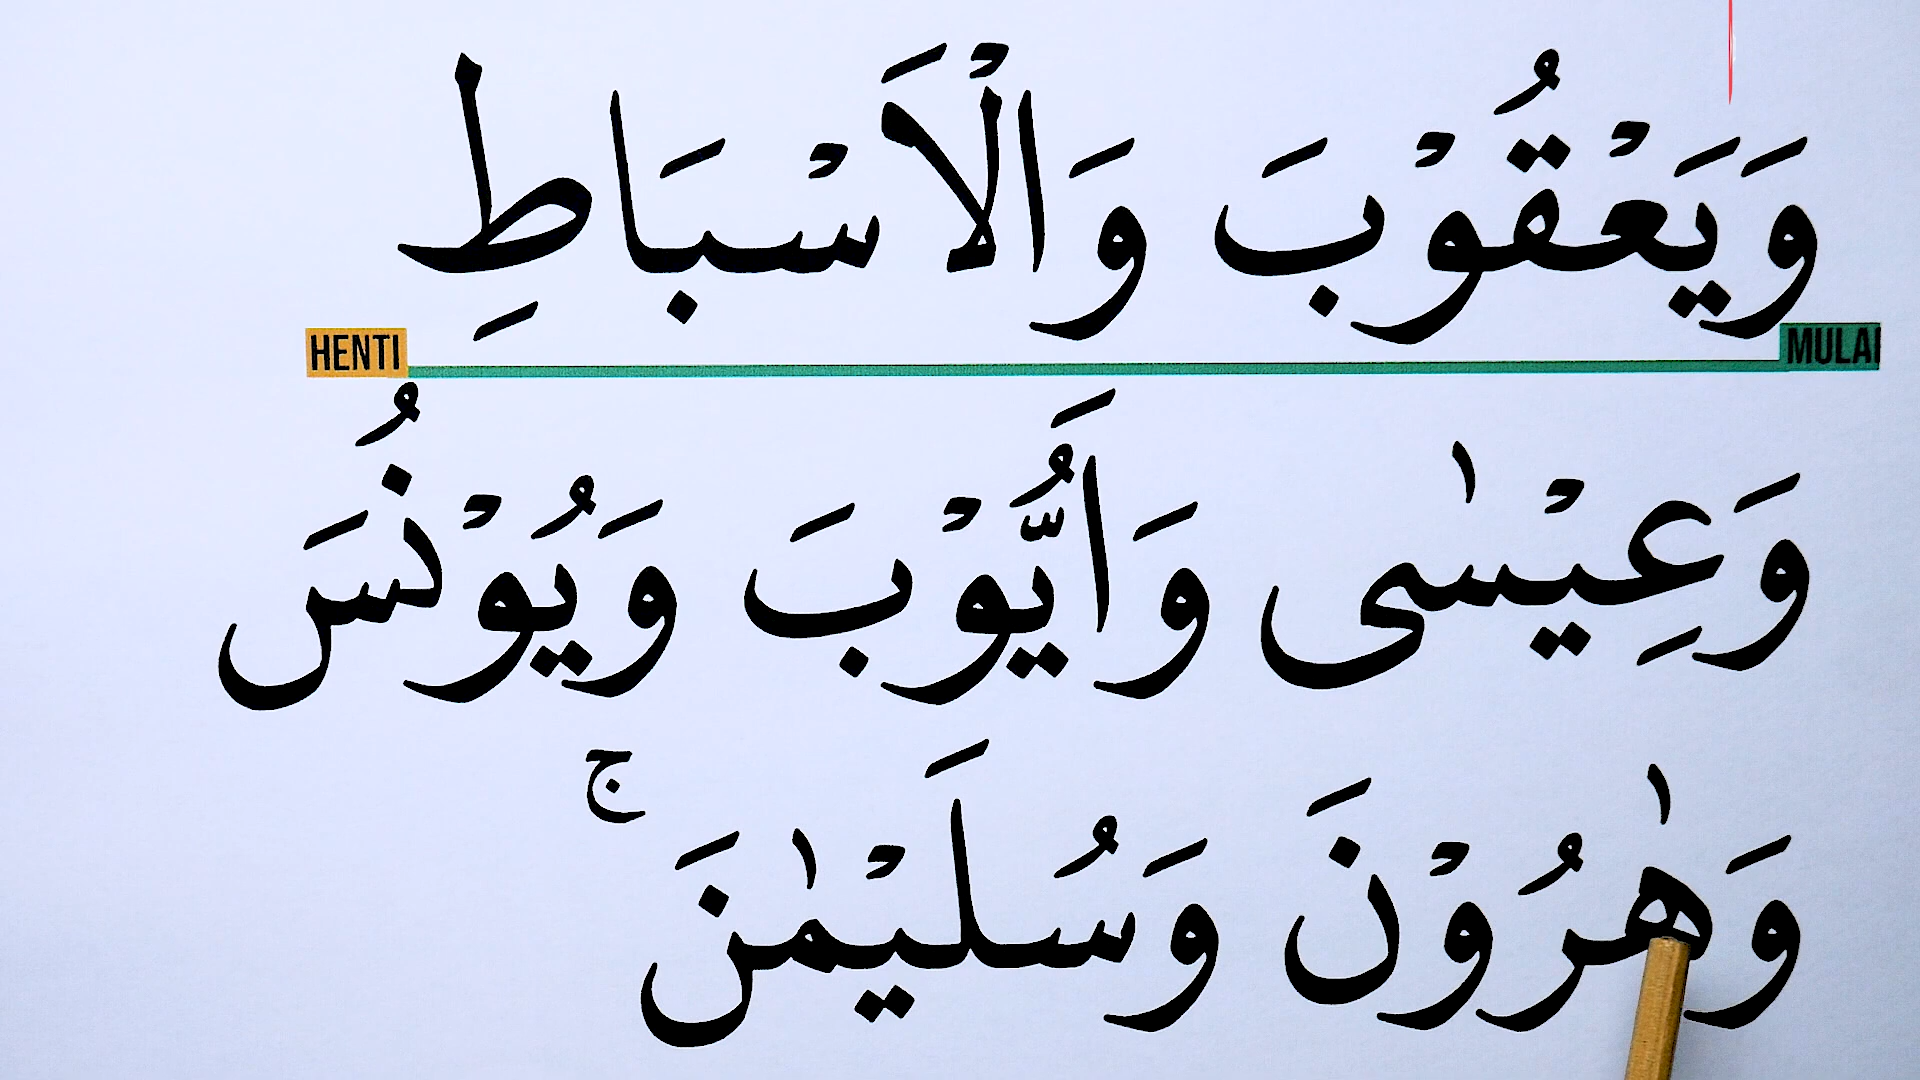 وَيَعْقُوْبَ وَالْاَسْبَاطِ
HENTI MULAI
وَعِيْسٰى وَاَيُّوْبَ وَيُوْنُسَ
وَهٰرُوْنَ وَسُلَيْمٰنَ ۚ